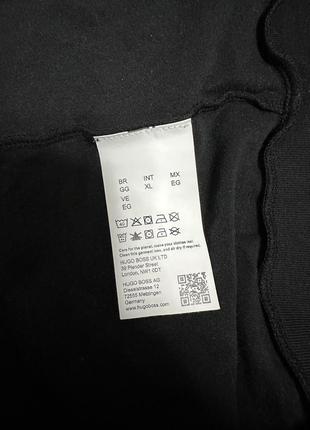 BR INT MX
GG XL EG
VE
EG
Care for the planet, make your clothes last.
Clean this garment less, air and dry if necessary.
HUGO BOSS UK LTD
39 Plender Street
London, NW1 0DT
HUGO BOSS AG
Dieselstrasse 12
72555 Metzingen
Germany
www.hugoboss.com